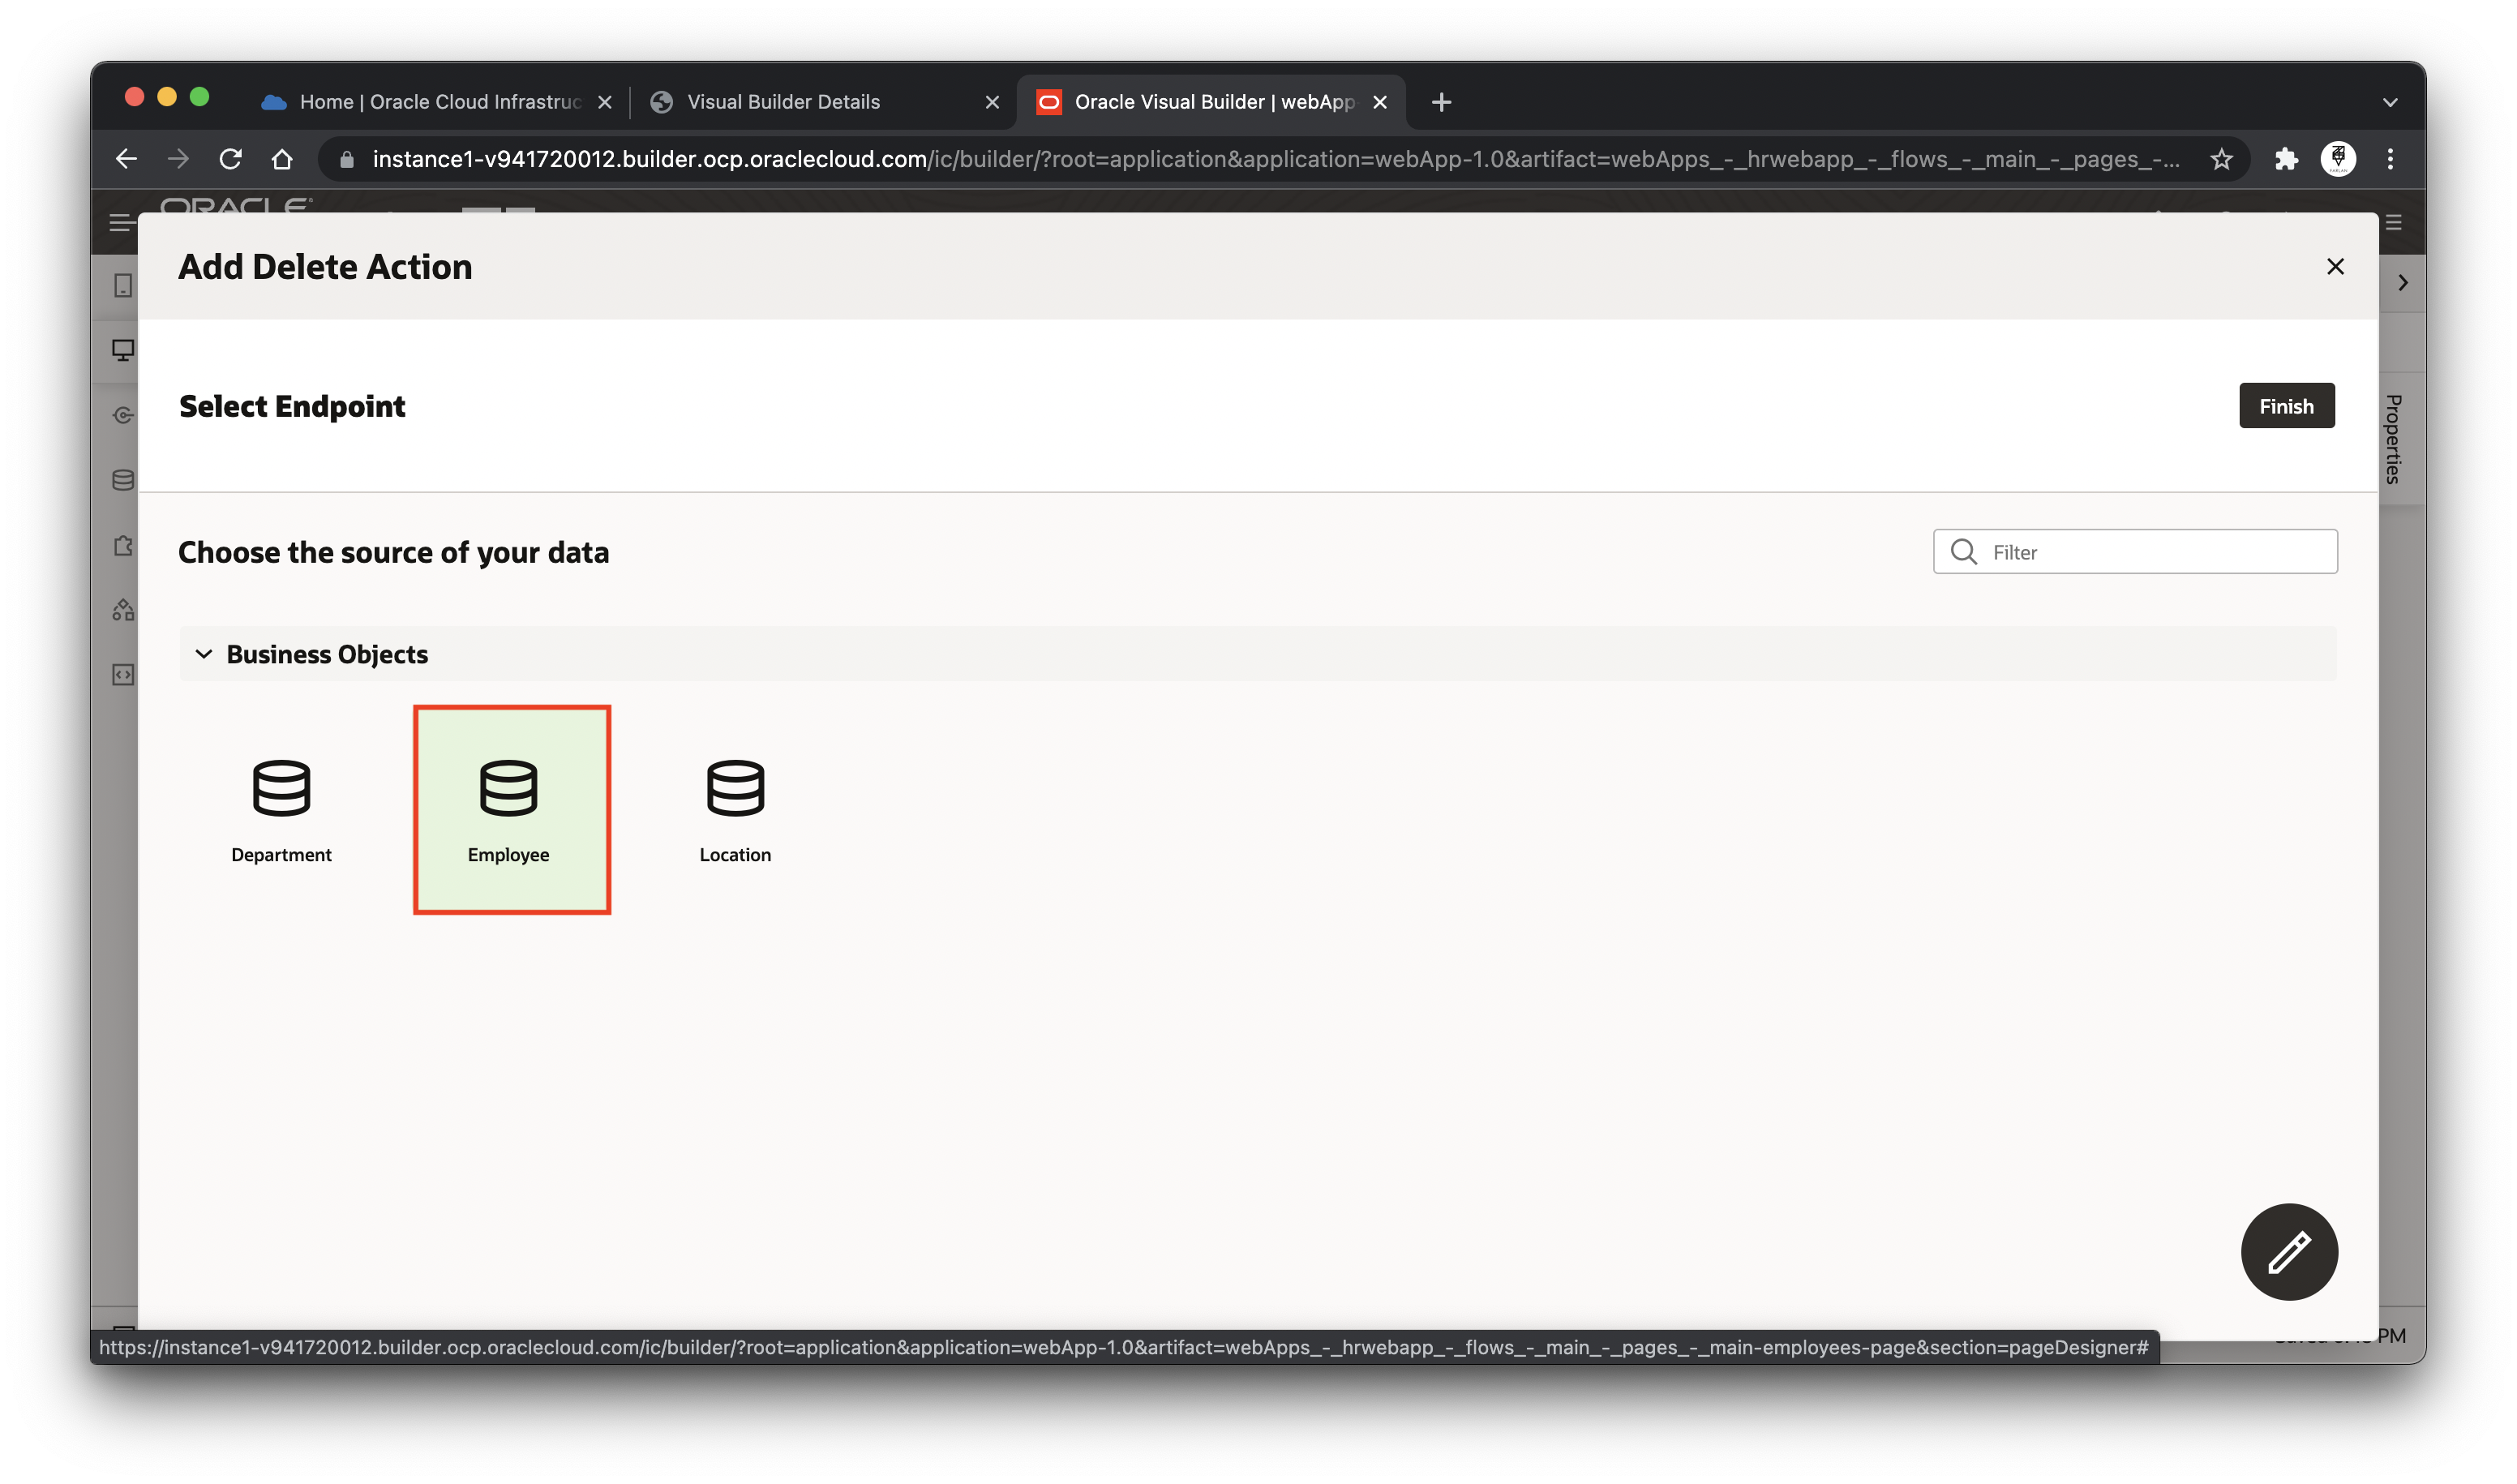 Home | Oracle Cloud Infrastruc
Visual Builder Details
Oracle Visual Builder | webApp
instance1-v941720012.builder.ocp.oraclecloud.com/ic/builder/?root=application&application=webApp-1.0&artifact=webApps_-_hrwebapp_-_flows_-_main_-_pages_-...
ORACLE
Add Delete Action
Select Endpoint
Finish
Properties
Choose the source of your data
Filter
Business Objects
Department
Employee
Location
PM
https://instance1-v941720012.builder.ocp.oraclecloud.com/ic/builder/?root=application&application=webApp-1.0&artifact=webApps_-_hrwebapp_-_flows_-_main_-_pages_-_main-employees-page&section=pageDesigner#